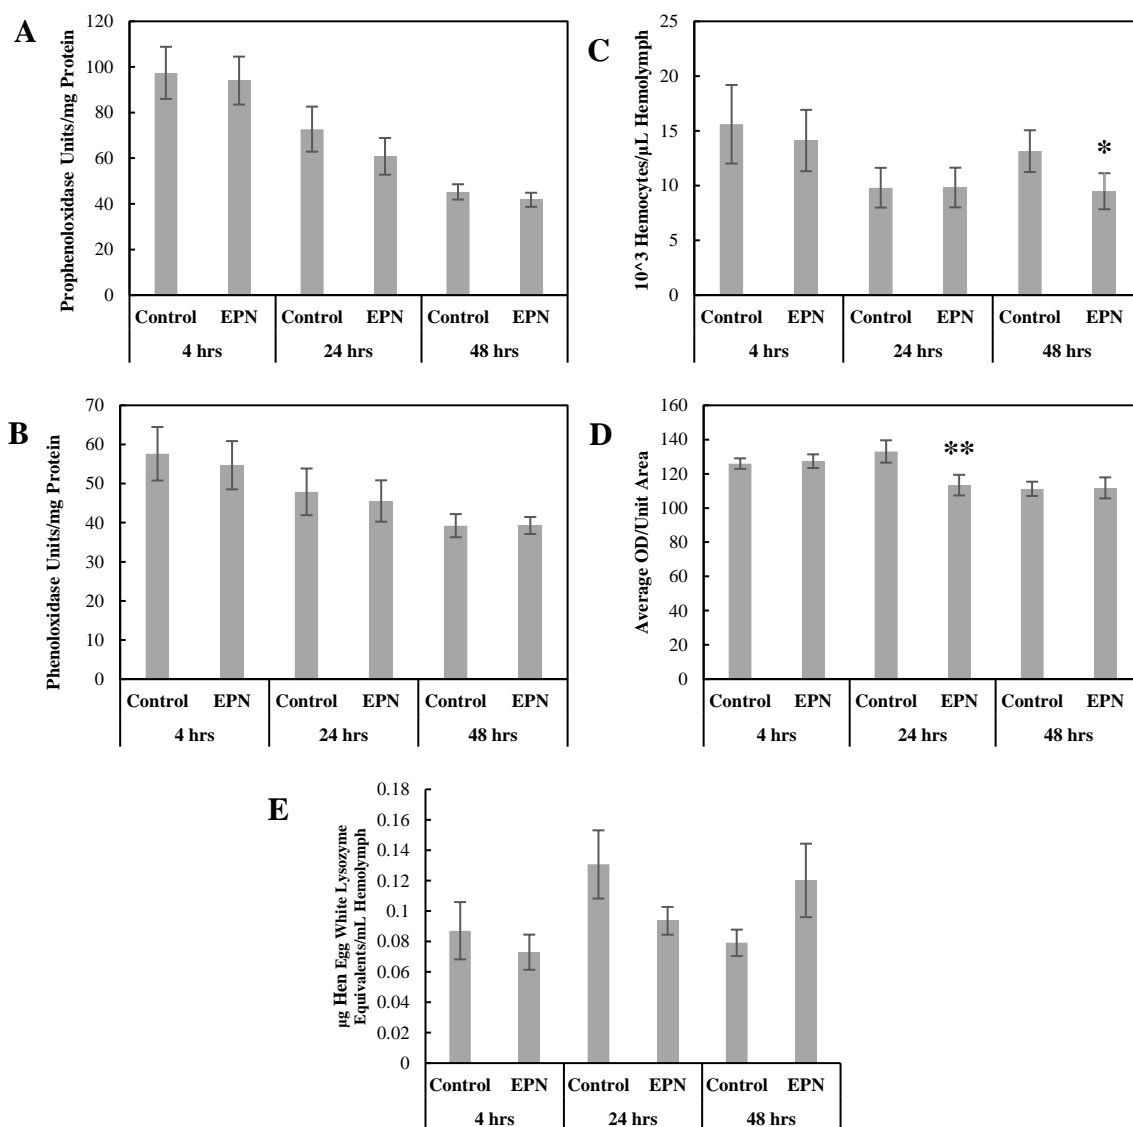 A
Prophenoloxidase Units/mg Protein
120
100
80
60
40
20
0
Control EPN Control EPN Control EPN
4 hrs 24 hrs 48 hrs
C
10^3 Hemocytes/µL Hemolymph
25
20
15
10
5
0
*
Control EPN Control EPN Control EPN
4 hrs 24 hrs 48 hrs
B
Phenoloxidase Units/mg Protein
70
60
50
40
30
20
10
0
Control EPN Control EPN Control EPN
4 hrs 24 hrs 48 hrs
D
Average OD/Unit Area
160
140
120
100
80
60
40
20
0
**
Control EPN Control EPN Control EPN
4 hrs 24 hrs 48 hrs
E
µg Hen Egg White Lysozyme
Equivalents/mL Hemolymph
0.18
0.16
0.14
0.12
0.1
0.08
0.06
0.04
0.02
0
Control EPN Control EPN Control EPN
4 hrs 24 hrs 48 hrs